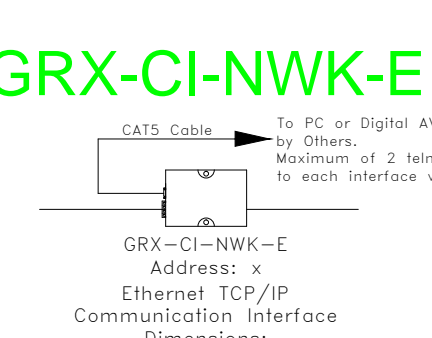 GRX-CI-NWK-E
CAT5 Cable
To PC or Digital AV
by Others.
Maximum of 2 teln
to each interface v
GRX-CI-NWK-E
Address: x
Ethernet TCP/IP
Communication Interface
Dimensions: